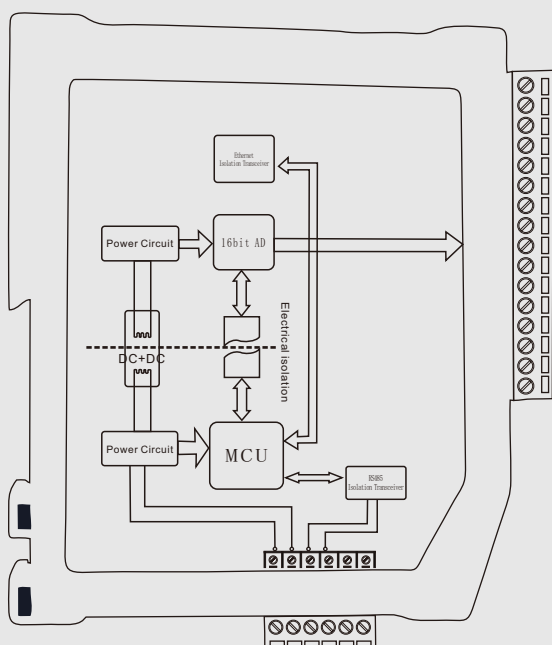 Ethernet
Isolation Transceiver
Power Circuit
16bit AD
Electrical isolation
DC+DC
Power Circuit
MCU
RS485
Isolation Transceiver